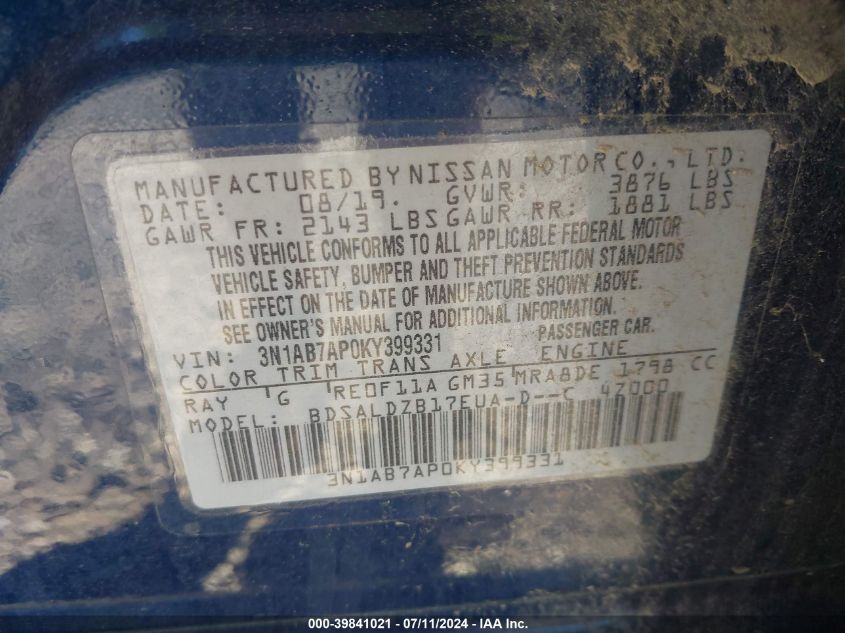 MANUFACTURED BY NISSAN MOTOR CO., LTD.
DATE: 08/19. GVWR: 3876 LBS
GAWR FR: 2143 LBS GAWR RR: 1881 LBS
THIS VEHICLE CONFORMS TO ALL APPLICABLE FEDERAL MOTOR
VEHICLE SAFETY, BUMPER AND THEFT PREVENTION STANDARDS
IN EFFECT ON THE DATE OF MANUFACTURE SHOWN ABOVE.
SEE OWNER'S MANUAL FOR ADDITIONAL INFORMATION.
VIN: 3N1AB7AP0KY399331 PASSENGER CAR.
COLOR TRIM TRANS AXLE ENGINE
RAY G RE0F11A GM35 MRA8DE 1798 CC
MODEL: BDSALDZB17EUA-D--C 47000
3N1AB7AP0KY399331
000-39841021 - 07/11/2024 - IAA Inc.